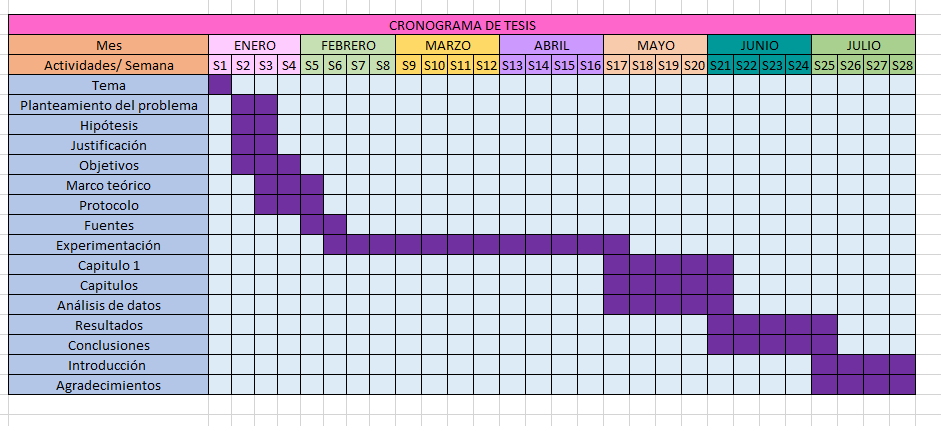 CRONOGRAMA DE TESIS
Mes ENERO FEBRERO MARZO ABRIL MAYO JUNIO JULIO
Actividades/ Semana S1 S2 S3 S4 S5 S6 S7 S8 S9 S10 S11 S12 S13 S14 S15 S16 S17 S18 S19 S20 S21 S22 S23 S24 S25 S26 S27 S28
Tema
Planteamiento del problema
Hipótesis
Justificación
Objetivos
Marco teórico
Protocolo
Fuentes
Experimentación
Capitulo 1
Capitulos
Análisis de datos
Resultados
Conclusiones
Introducción
Agradecimientos